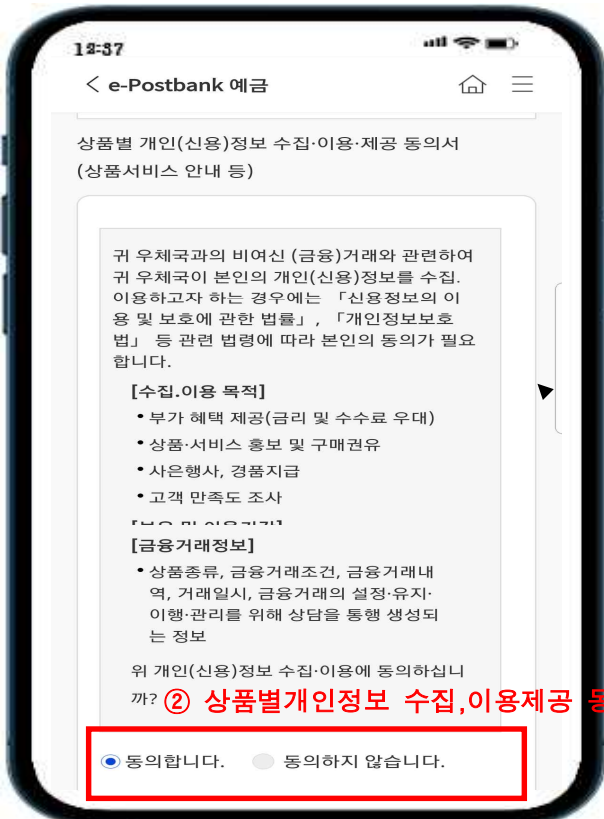 12:37
e-Postbank 예금
상품별 개인(신용)정보 수집·이용·제공 동의서
(상품서비스 안내 등)
귀 우체국과의 비여신 (금융)거래와 관련하여
귀 우체국이 본인의 개인(신용)정보를 수집.
이용하고자 하는 경우에는 「신용정보의 이
용 및 보호에 관한 법률」, 「개인정보보호
법」 등 관련 법령에 따라 본인의 동의가 필요
합니다.
[수집.이용 목적]
• 부가 혜택 제공(금리 및 수수료 우대)
• 상품·서비스 홍보 및 구매권유
• 사은행사, 경품지급
• 고객 만족도 조사
[금융거래정보]
• 상품종류, 금융거래조건, 금융거래내
역, 거래일시, 금융거래의 설정·유지·
이행·관리를 위해 상담을 통행 생성되
는 정보
위 개인(신용)정보 수집·이용에 동의하십니
까? ② 상품별개인정보 수집,이용제공
동의합니다. 동의하지 않습니다.